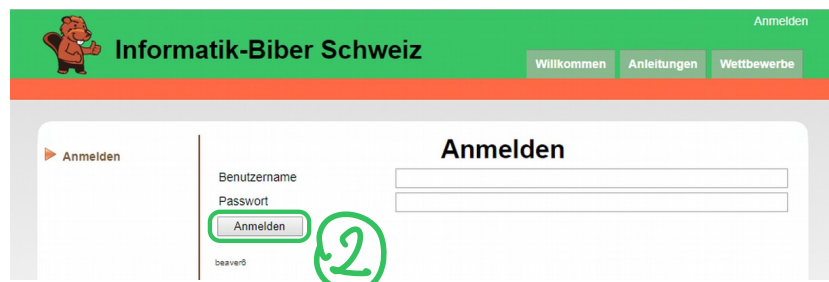 Anmelden
Informatik-Biber Schweiz
Willkommen Anleitungen Wettbewerbe
Anmelden
Anmelden
Benutzername
Passwort
Anmelden
2
beaver6